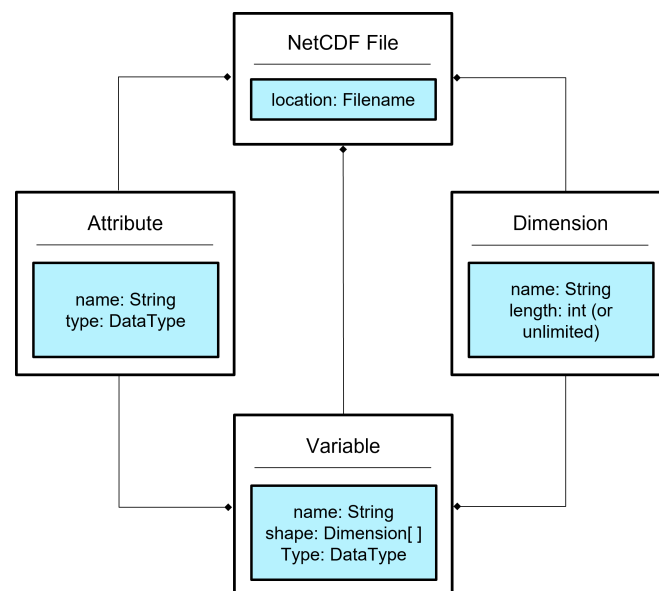 NetCDF File
location: Filename
Attribute
name: String
type: DataType
Dimension
name: String
length: int (or
unlimited)
Variable
name: String
shape: Dimension[ ]
Type: DataType